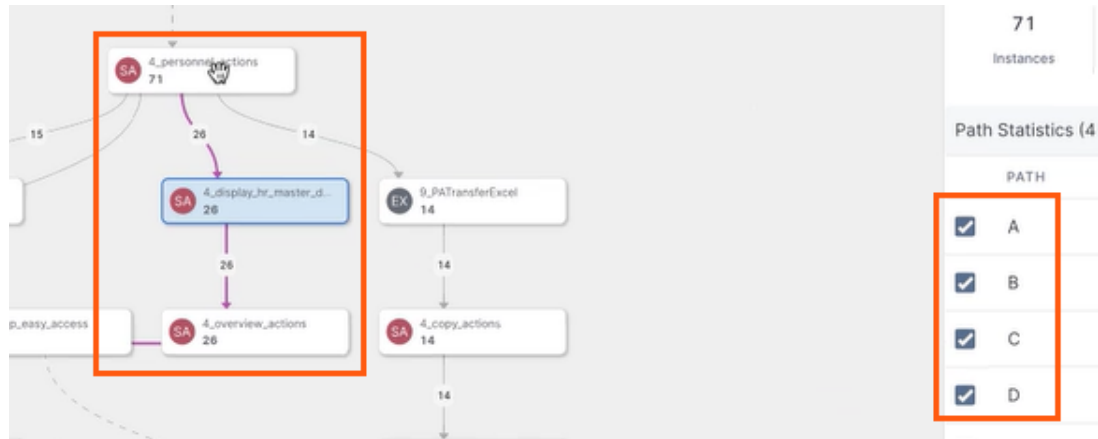 71
Instances
Path Statistics (4
PATH
A
B
C
D
SA
4_personnel_actions
71
15
26
14
SA
4_display_hr_master_d...
26
EX
9_PATransferExcel
14
26
14
p_easy_access
SA
4_overview_actions
26
SA
4_copy_actions
14
14